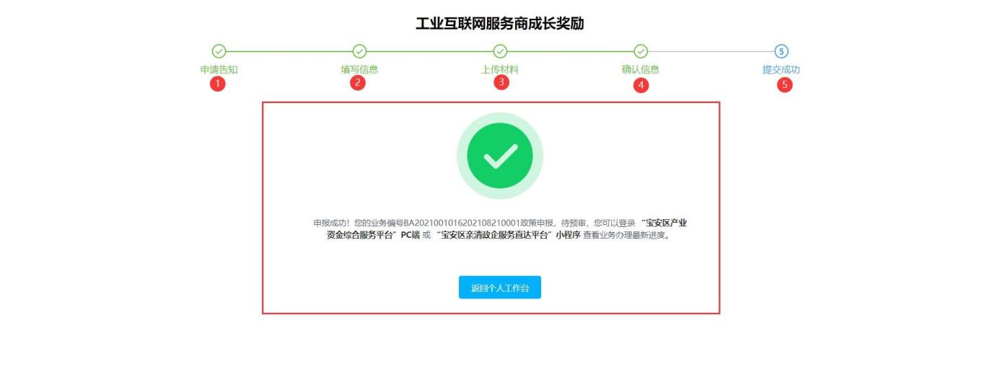 工业互联网服务商成长奖励
5
申请告知 填写信息 上传材料 确认信息 提交成功
1 2 3 4 5
申报成功！您的业务编号BA2021001016202108210001政策申报，待预审，您可以登录 “宝安区产业
资金综合服务平台”PC端 或 “宝安区亲清政企服务直达平台”小程序 查看业务办理最新进度。
返回个人工作台